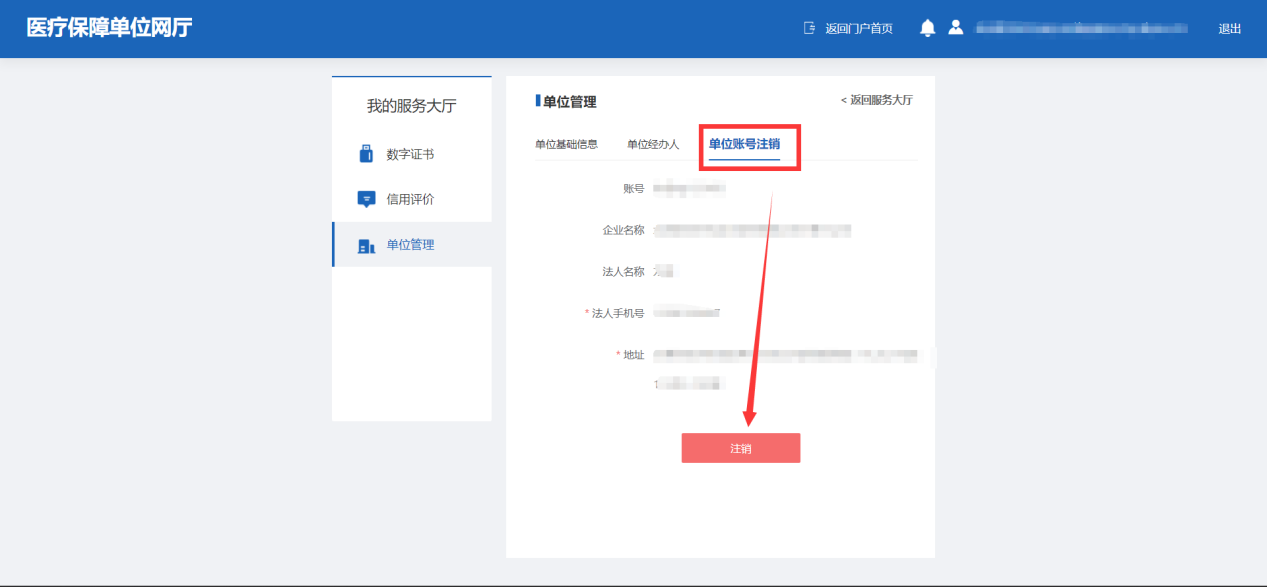 医疗保障单位网厅
返回门户首页
退出
我的服务大厅
数字证书
信用评价
单位管理
单位管理
< 返回服务大厅
单位基础信息 单位经办人 单位账号注销
账号
企业名称
法人名称
* 法人手机号
* 地址
注销